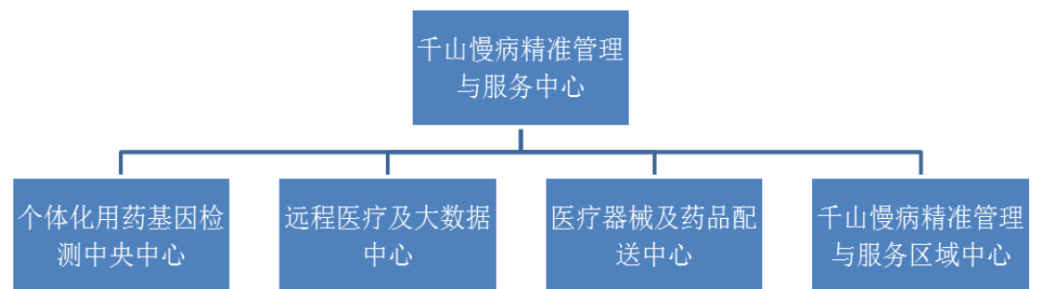 千山慢病精准管理
与服务中心
个体化用药基因检
测中央中心
远程医疗及大数据
中心
医疗器械及药品配
送中心
千山慢病精准管理
与服务区域中心